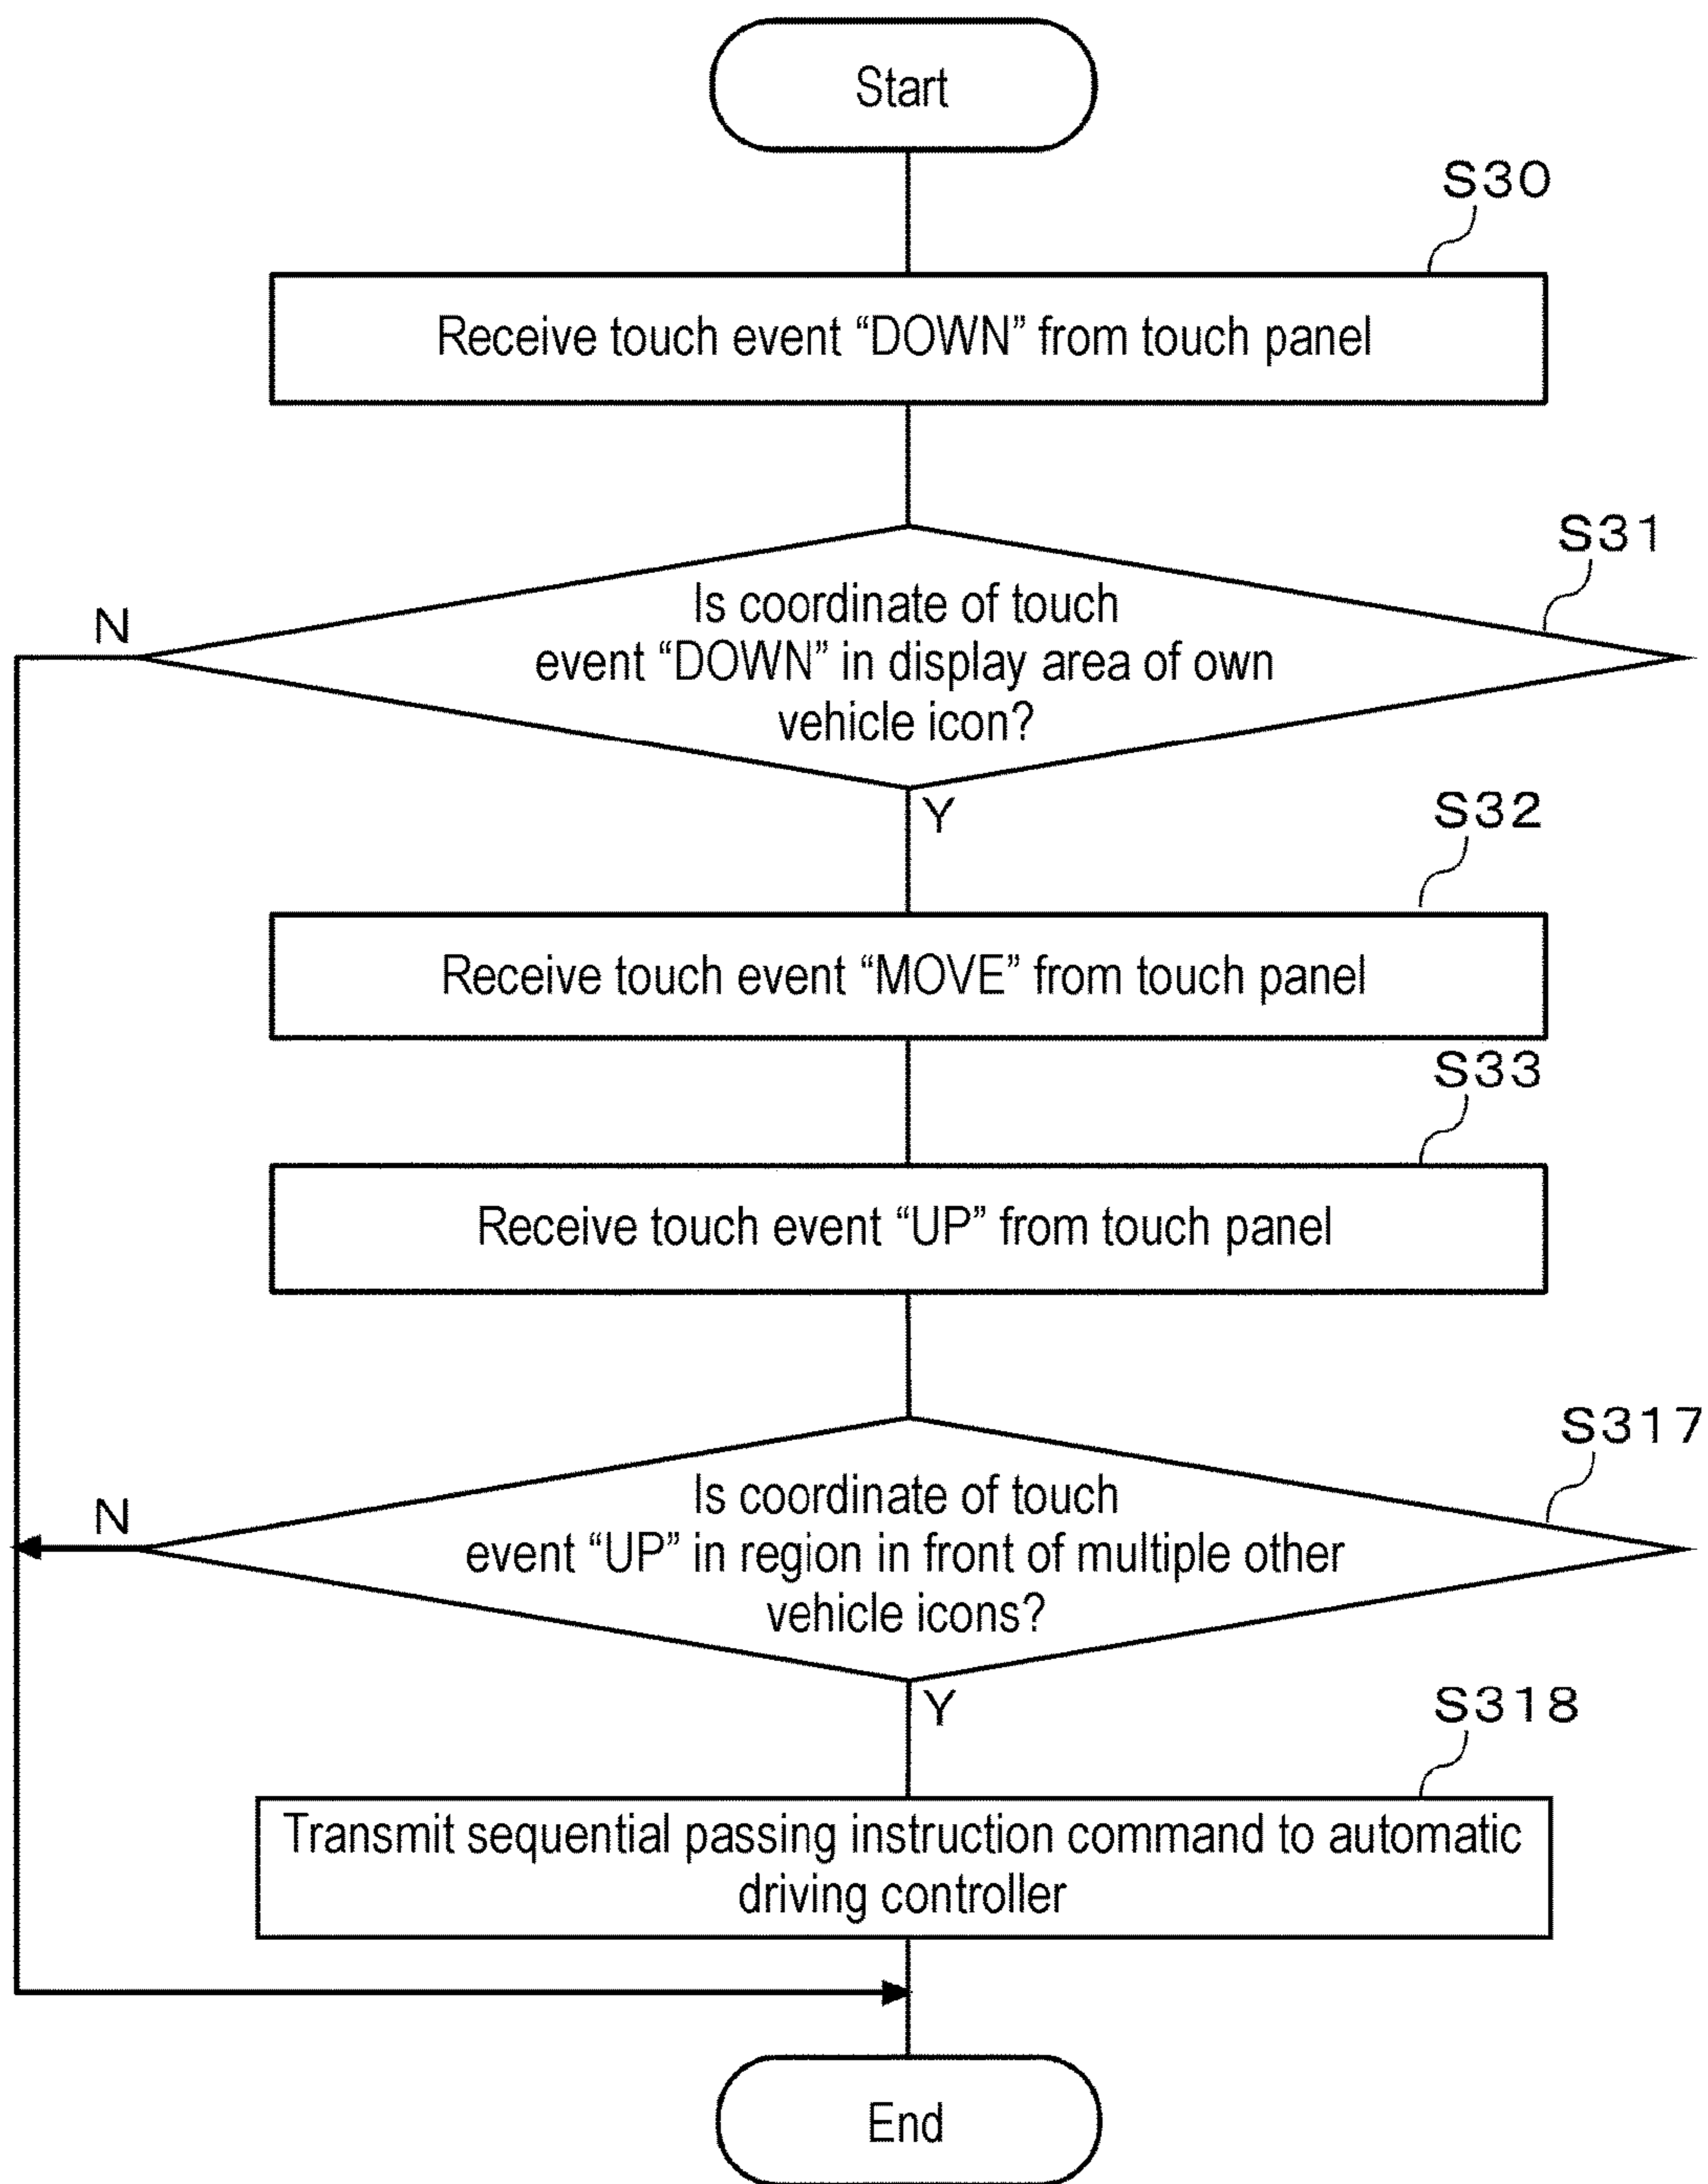 Start
S30
Receive touch event “DOWN” from touch panel
S31
N
Is coordinate of touch
event “DOWN” in display area of own
vehicle icon?
Y
S32
Receive touch event “MOVE” from touch panel
S33
Receive touch event “UP” from touch panel
S317
N
Is coordinate of touch
event “UP” in region in front of multiple other
vehicle icons?
Y
S318
Transmit sequential passing instruction command to automatic
driving controller
End